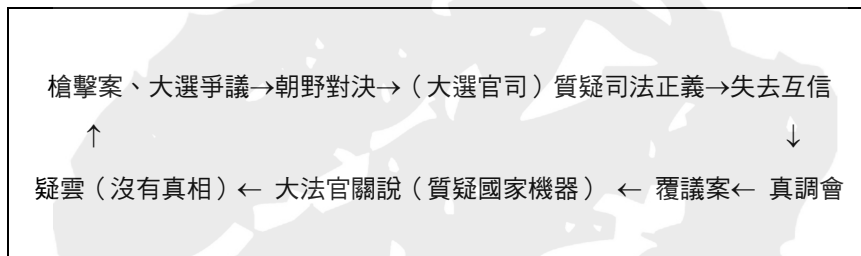 槍擊案、大選爭議→朝野對決→（大選官司）質疑司法正義→失去互信
↑ ↓
疑雲（沒有真相）← 大法官關說（質疑國家機器） ← 覆議案← 真調會